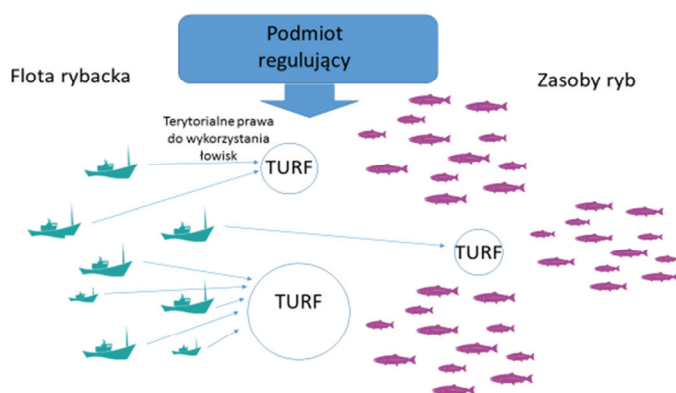 Podmiot
regulujący
Flota rybacka
Zasoby ryb
Terytorialne prawa
do wykorzystania
łowisk
TURF
TURF
TURF